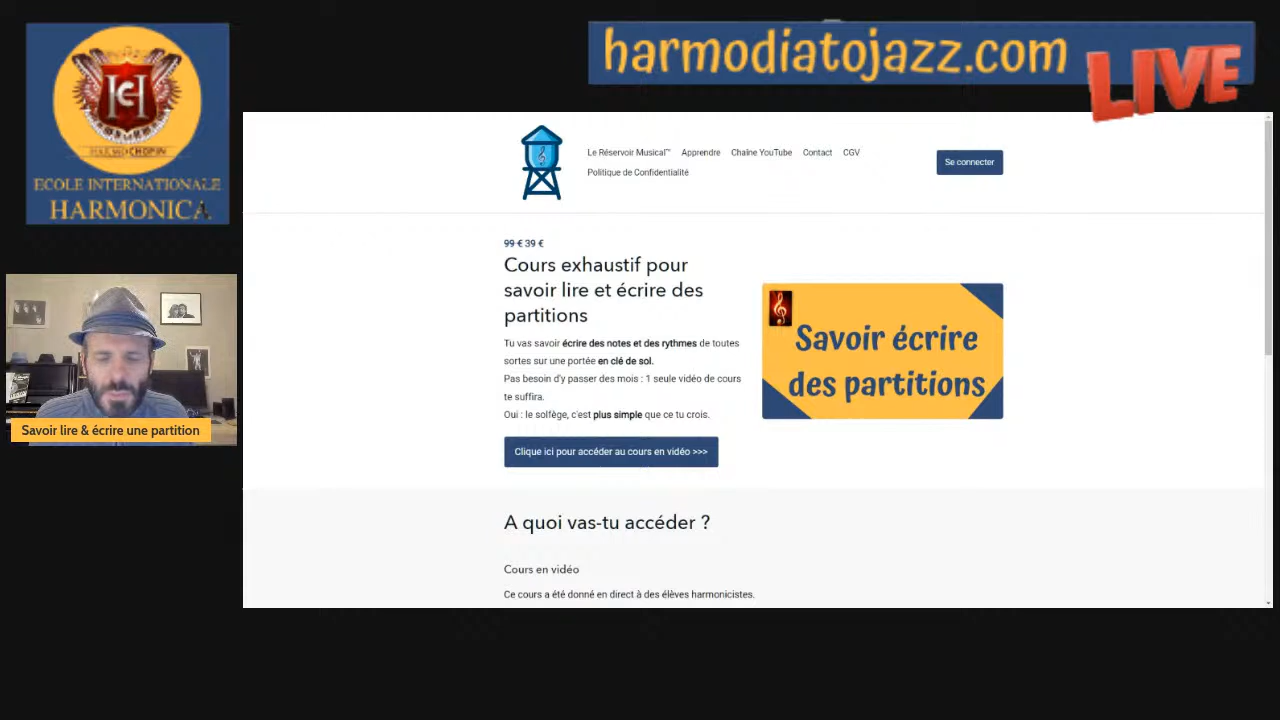 harmodiatojazz.com
LIVE
HARMOCHOPIN
ECOLE INTERNATIONALE
HARMONICA
Le Réservoir Musical™ Apprendre Chaîne YouTube Contact CGV
Politique de Confidentialité
Se connecter
99 € 39 €
Cours exhaustif pour
savoir lire et écrire des
partitions
Tu vas savoir écrire des notes et des rythmes de toutes
sortes sur une portée en clé de sol.
Pas besoin d'y passer des mois : 1 seule vidéo de cours
te suffira.
Oui : le solfège, c'est plus simple que ce tu crois.
Clique ici pour accéder au cours en vidéo >>>
Savoir écrire
des partitions
Savoir lire & écrire une partition
A quoi vas-tu accéder ?
Cours en vidéo
Ce cours a été donné en direct à des élèves harmonicistes.